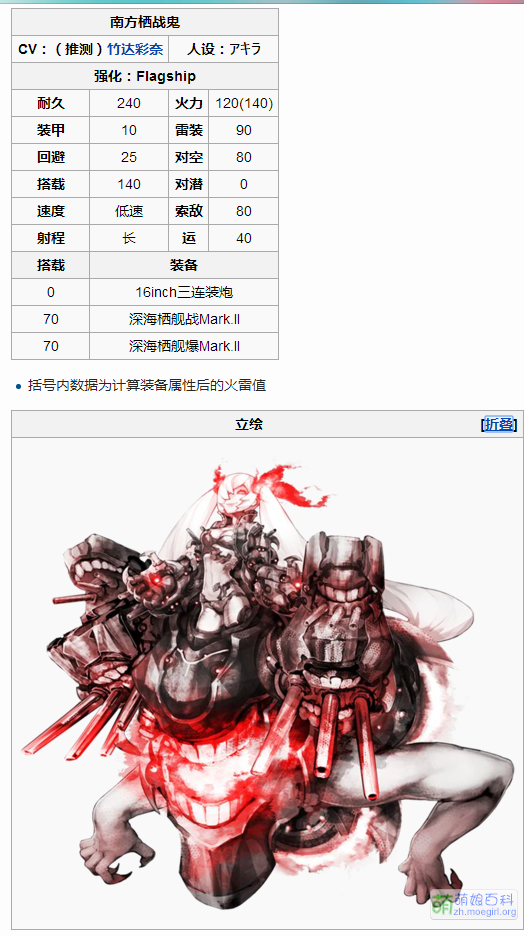 南方栖战鬼
CV：（推测）竹达彩奈 人设：アキラ
强化：Flagship
耐久 240 火力 120(140)
装甲 10 雷装 90
回避 25 对空 80
搭载 140 对潜 0
速度 低速 索敌 80
射程 长 运 40
搭载 装备
0 16inch三连装炮
70 深海栖舰战Mark.II
70 深海栖舰爆Mark.II
括号内数据为计算装备属性后的火雷值
立绘 [折叠]
萌 萌娘百科
zh.moegirl.org